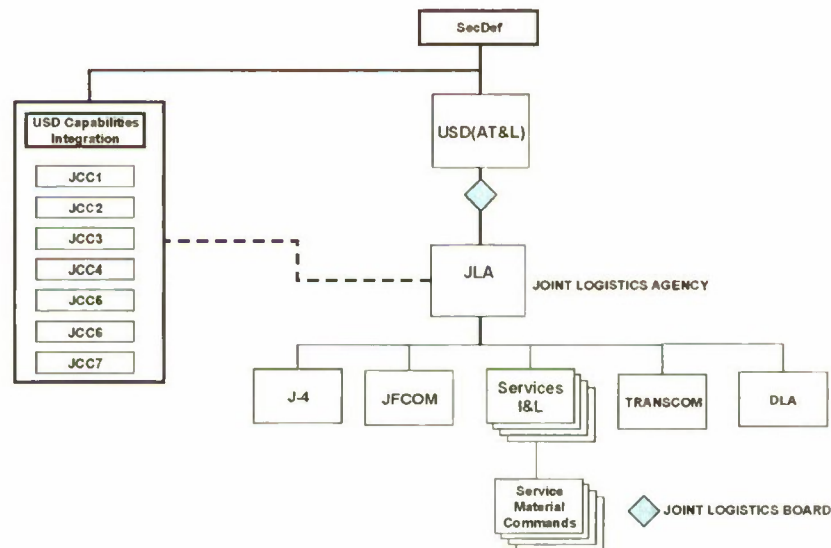 SecDef
USD Capabilities
Integration
JCC1
JCC2
JCC3
JCC4
JCC5
JCC6
JCC7
USD(AT&L)
JLA
JOINT LOGISTICS AGENCY
J-4
JFCOM
Services
I&L
TRANSCOM
DLA
Service
Material
Commands
JOINT LOGISTICS BOARD